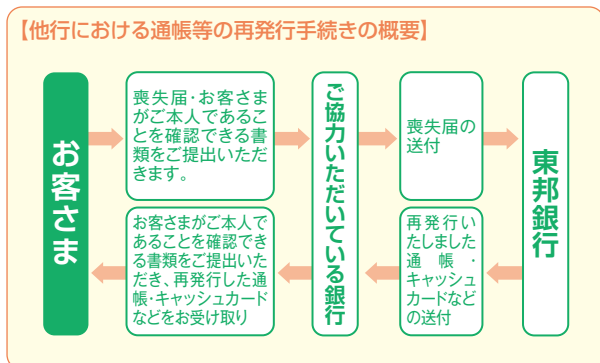 【他行における通帳等の再発行手続きの概要】
お客さま
喪失届・お客さま
がご本人であるこ
とを確認できる書
類をご提出いただ
きます。
ご協力いただいている銀行
喪失届の
送付
東邦銀行
お客さまがご本人で
あることを確認でき
る書類をご提出いた
だき、再発行した通
帳・キャッシュカード
などをお受け取り
再発行い
たしました
通帳・
キャッシュ
カードなど
の送付